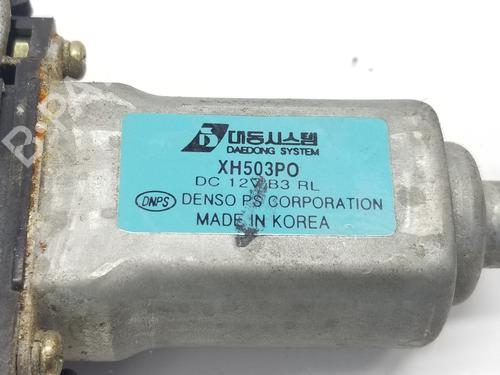 대동시스템
DAEDONG SYSTEM
XH503PO
DC 12V B3 RL
DNPS DENSO PS CORPORATION
MADE IN KOREA